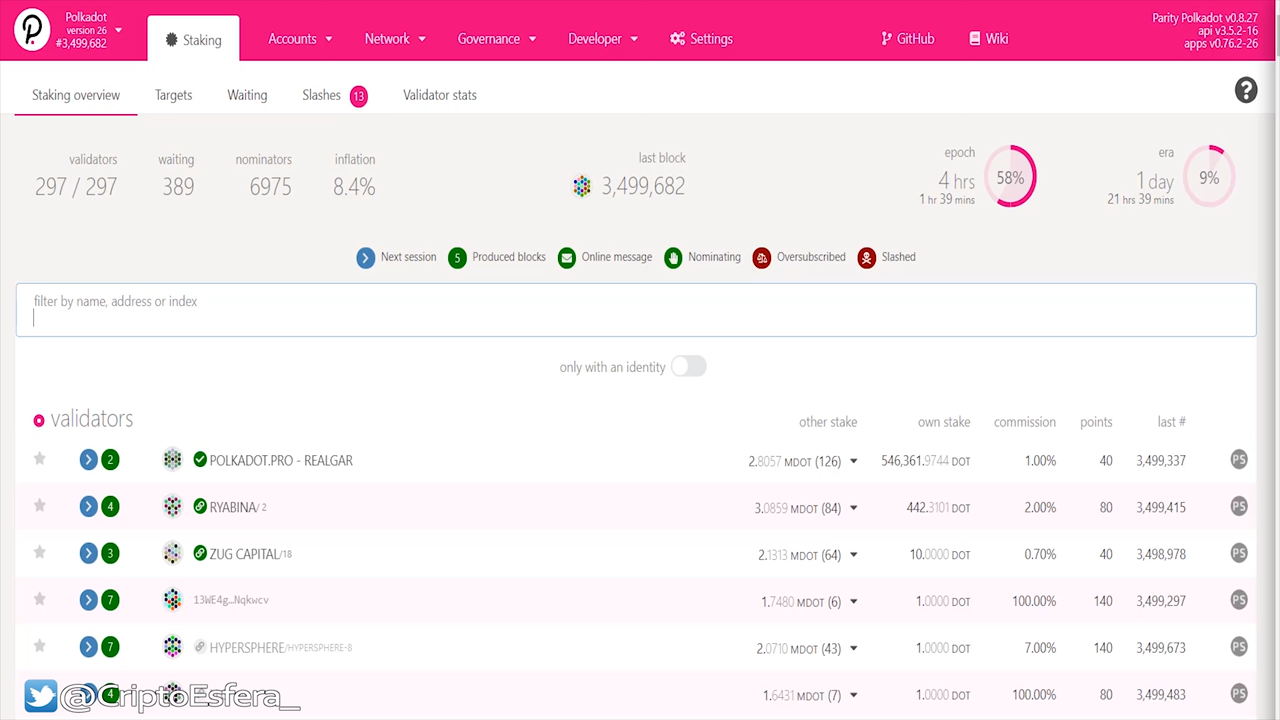 Polkadot
version 26
#3,499,682
Staking
Accounts
Network
Governance
Developer
Settings
GitHub
Wiki
Parity Polkadot v0.8.27
api v3.5.2-16
apps v0.76.2-26
Staking overview
Targets
Waiting
Slashes 13
Validator stats
?
validators
297 / 297
waiting
389
nominators
6975
inflation
8.4%
last block
3,499,682
epoch
4 hrs
1 hr 39 mins
58%
era
1 day
21 hrs 39 mins
9%
Next session
5 Produced blocks
Online message
Nominating
Oversubscribed
Slashed
filter by name, address or index
only with an identity
validators other stake own stake commission points last #
2 POLKADOT.PRO - REALGAR 2.8057 MDOT (126) 546,361.9744 DOT 1.00% 40 3,499,337 PS
4 RYABINA/ 2 3.0859 MDOT (84) 442.3101 DOT 2.00% 80 3,499,415 PS
3 ZUG CAPITAL/18 2.1313 MDOT (64) 10.0000 DOT 0.70% 40 3,498,978 PS
7 13WE4g…Nqkwcv 1.7480 MDOT (6) 1.0000 DOT 100.00% 140 3,499,297 PS
7 HYPERSPHERE/HYPERSPHERE-8 2.0710 MDOT (43) 1.0000 DOT 7.00% 140 3,499,673 PS
4 1.6431 MDOT (7) 1.0000 DOT 100.00% 80 3,499,483 PS
@CriptoEsfera_